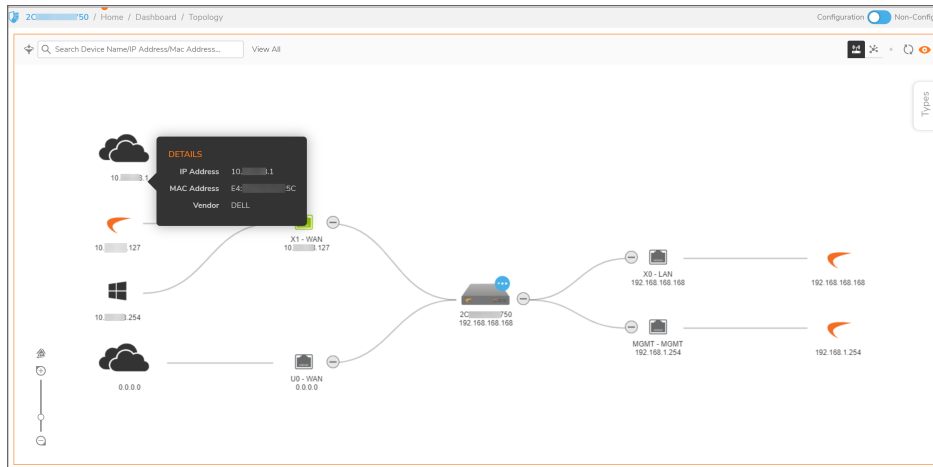 2C 750 / Home / Dashboard / Topology
Configuration Non-Config
Search Device Name/IP Address/Mac Address... View All
Types
DETAILS
IP Address 10. .1
MAC Address E4: 5C
Vendor DELL
10. 3.1
10. 127
X1 - WAN
10. 3.127
10. 3.254
0.0.0.0
U0 - WAN
0.0.0.0
2C 750
192.168.168.168
X0 - LAN
192.168.168.168
192.168.168.168
MGMT - MGMT
192.168.1.254
192.168.1.254